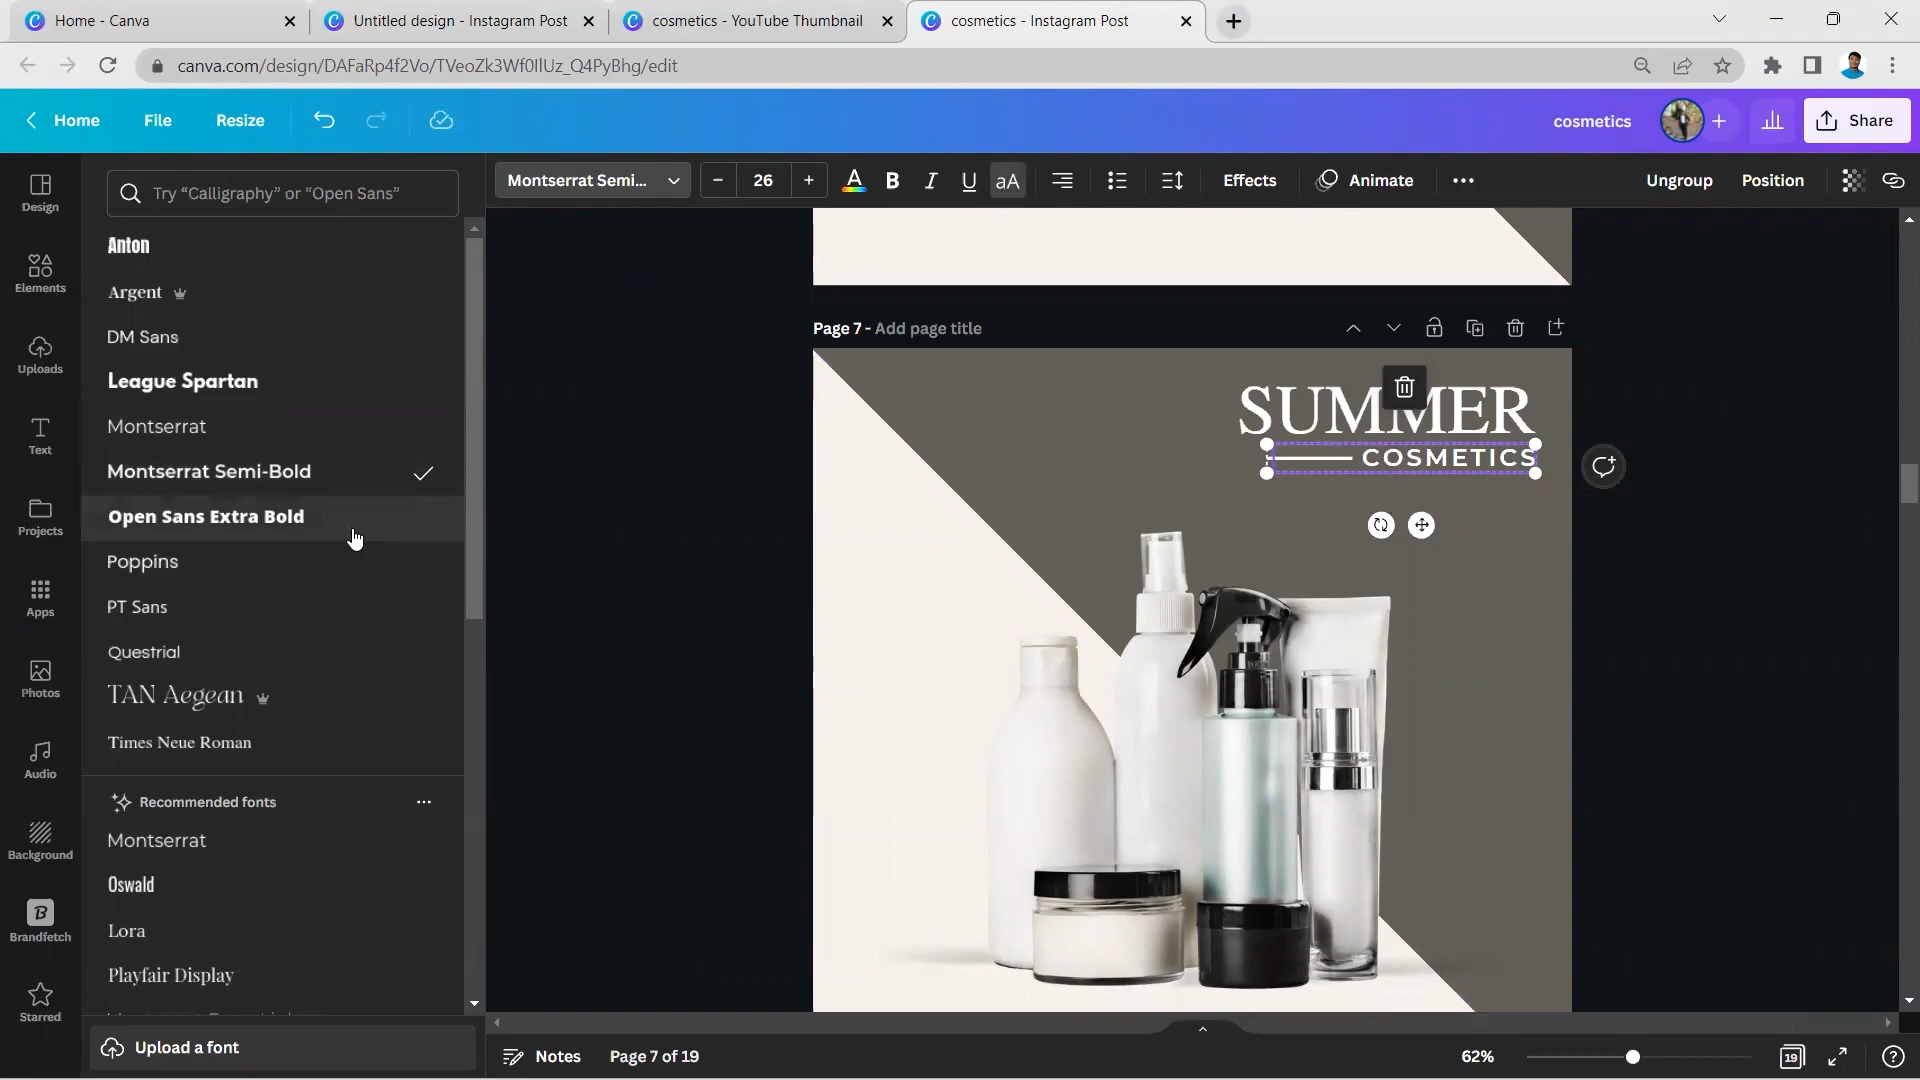 Home - Canva
Untitled design - Instagram Post
cosmetics - YouTube Thumbnail
cosmetics - Instagram Post
canva.com/design/DAFaRp4f2Vo/TVeoZk3Wf0IlUz_Q4PyBhg/edit
Home
File
Resize
cosmetics
Share
Design
Elements
Uploads
Text
Projects
Apps
Photos
Audio
Background
Brandfetch
Starred
Try “Calligraphy” or “Open Sans”
Anton
Argent
DM Sans
League Spartan
Montserrat
Montserrat Semi-Bold
Open Sans Extra Bold
Poppins
PT Sans
Questrial
TAN Aegean
Times Neue Roman
Recommended fonts
Montserrat
Oswald
Lora
Playfair Display
Upload a font
Montserrat Semi...
26
B
I
U
aA
Effects
Animate
Ungroup
Position
Page 7 - Add page title
SUMMER
COSMETICS
Notes
Page 7 of 19
62%
19